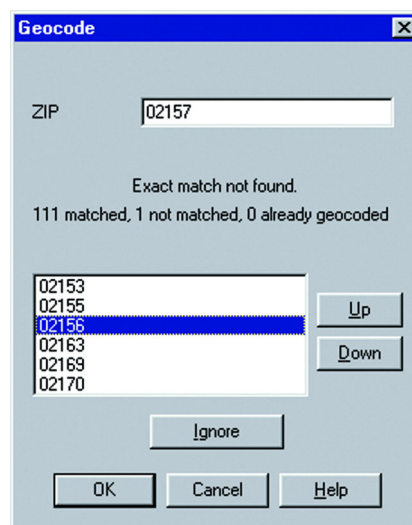 Geocode
ZIP 02157
Exact match not found.
111 matched, 1 not matched, 0 already geocoded
02153
02155
02156
02163
02169
02170
Up
Down
Ignore
OK Cancel Help